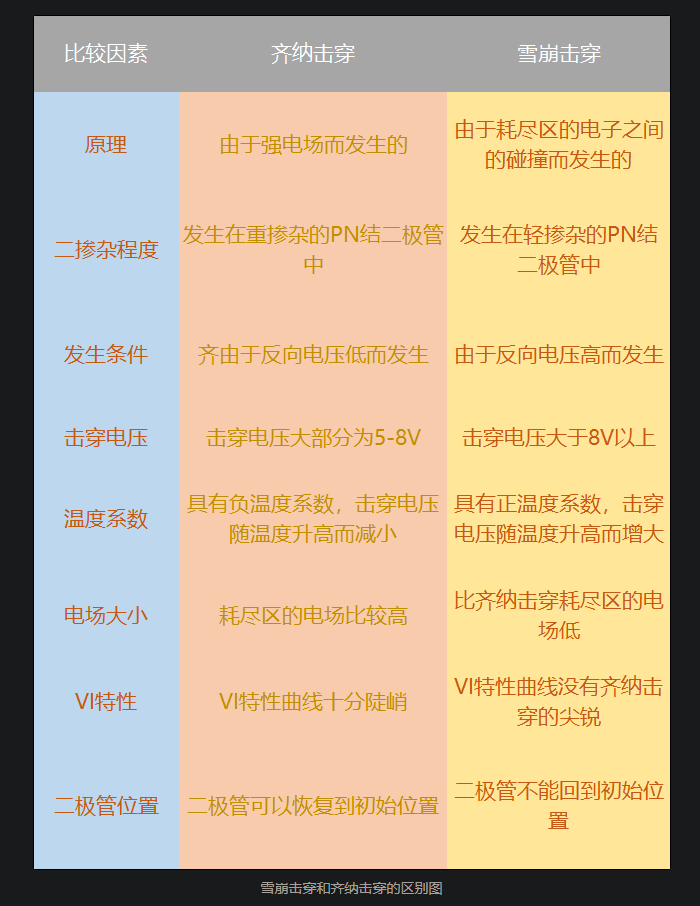 比较因素 齐纳击穿 雪崩击穿
原理 由于强电场而发生的 由于耗尽区的电子之间
的碰撞而发生的
二掺杂程度 发生在重掺杂的PN结二极管
中 发生在轻掺杂的PN结
二极管中
发生条件 齐由于反向电压低而发生 由于反向电压高而发生
击穿电压 击穿电压大部分为5-8V 击穿电压大于8V以上
温度系数 具有负温度系数，击穿电压
随温度升高而减小 具有正温度系数，击穿
电压随温度升高而增大
电场大小 耗尽区的电场比较高 比齐纳击穿耗尽区的电
场低
VI特性 VI特性曲线十分陡峭 VI特性曲线没有齐纳击
穿的尖锐
二极管位置 二极管可以恢复到初始位置 二极管不能回到初始位
置
雪崩击穿和齐纳击穿的区别图